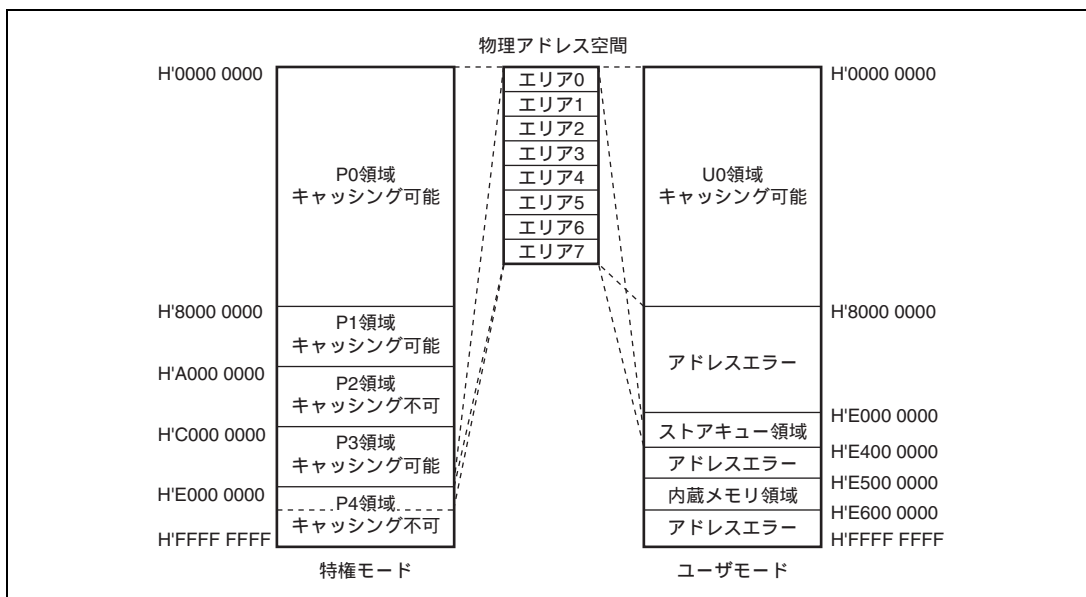 物理アドレス空間
H'0000 0000
H'8000 0000
H'A000 0000
H'C000 0000
H'E000 0000
H'FFFF FFFF
P0領域
キャッシング可能
P1領域
キャッシング可能
P2領域
キャッシング不可
P3領域
キャッシング可能
P4領域
キャッシング不可
特権モード
エリア0
エリア1
エリア2
エリア3
エリア4
エリア5
エリア6
エリア7
U0領域
キャッシング可能
アドレスエラー
ストアキュー領域
アドレスエラー
内蔵メモリ領域
アドレスエラー
ユーザモード
H'0000 0000
H'8000 0000
H'E000 0000
H'E400 0000
H'E500 0000
H'E600 0000
H'FFFF FFFF